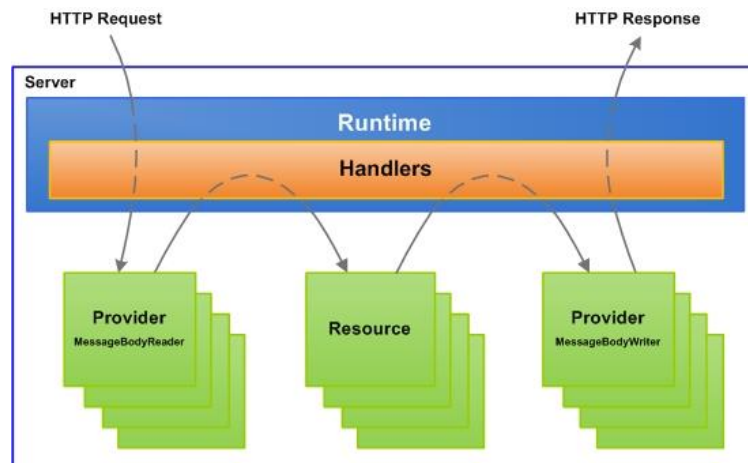 HTTP Request
HTTP Response
Server
Runtime
Handlers
Provider
MessageBodyReader
Resource
Provider
MessageBodyWriter